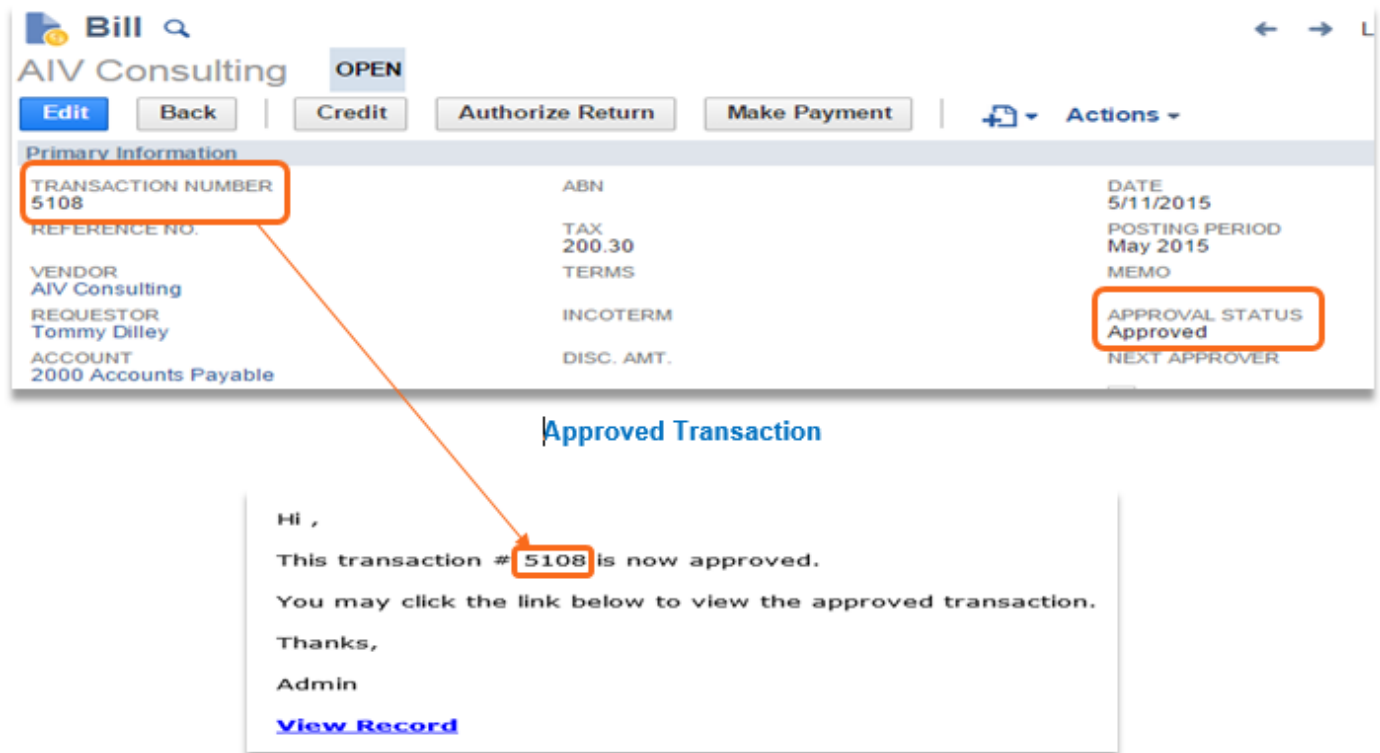 Bill
L
AIV Consulting OPEN
Edit Back Credit Authorize Return Make Payment Actions
Primary Information
TRANSACTION NUMBER ABN DATE
5108 5/11/2015
REFERENCE NO. TAX POSTING PERIOD
200.30 May 2015
VENDOR TERMS MEMO
AIV Consulting
REQUESTOR INCOTERM APPROVAL STATUS
Tommy Dilley Approved
ACCOUNT DISC. AMT. NEXT APPROVER
2000 Accounts Payable
Approved Transaction
Hi ,
This transaction # 5108 is now approved.
You may click the link below to view the approved transaction.
Thanks,
Admin
View Record